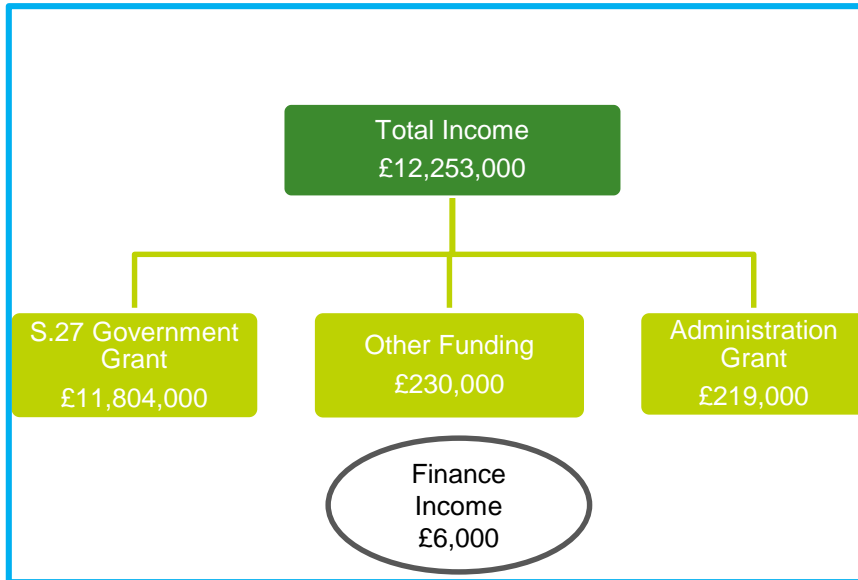 Total Income
£12,253,000
S.27 Government
Grant
£11,804,000
Other Funding
£230,000
Administration
Grant
£219,000
Finance
Income
£6,000